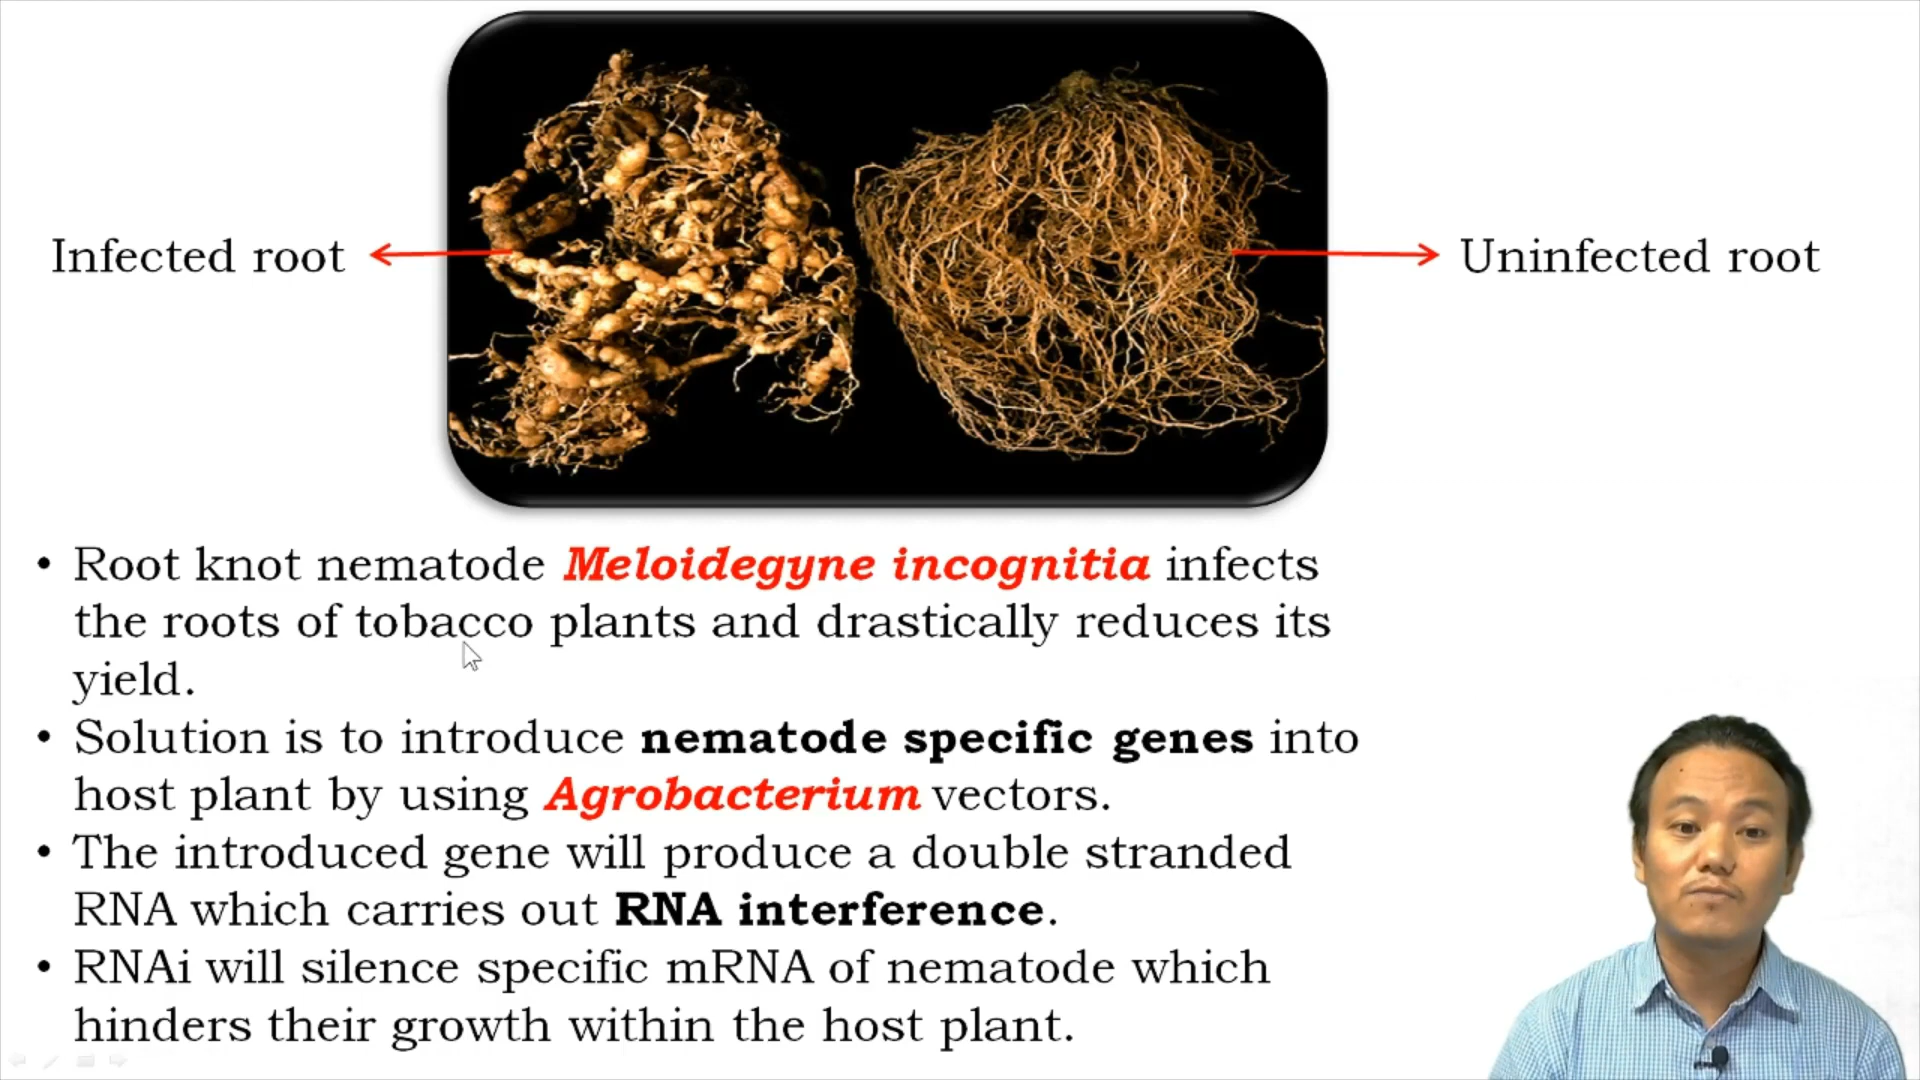 Infected root
Uninfected root
• Root knot nematode Meloidegyne incognitia infects
the roots of tobacco plants and drastically reduces its
yield.
• Solution is to introduce nematode specific genes into
host plant by using Agrobacterium vectors.
• The introduced gene will produce a double stranded
RNA which carries out RNA interference.
• RNAi will silence specific mRNA of nematode which
hinders their growth within the host plant.